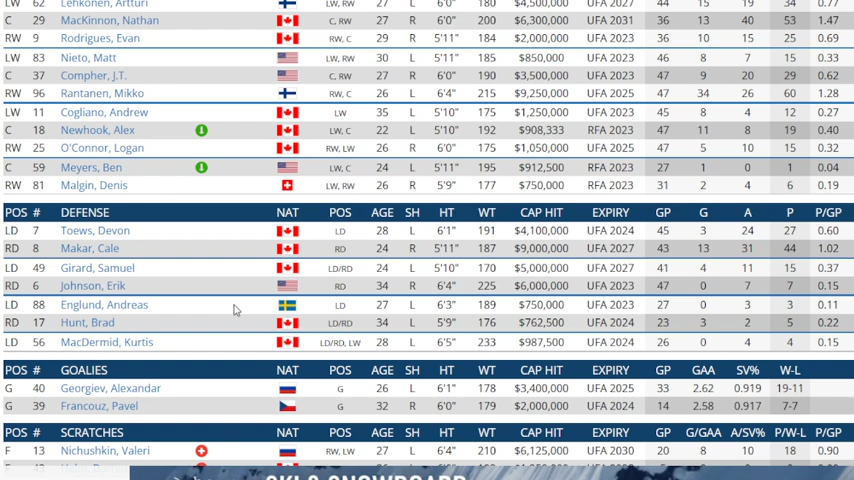 LW 62 Lehkonen, Artturi LW, RW 27 L 6'0" 180 $4,500,000 UFA 2027 44 15 19 34 0.77
C 36 MacKinnon, Nathan C, RW 27 R 6'0" 200 $6,300,000 UFA 2031 36 13 40 53 1.47
RW 9 Rodrigues, Evan RW, C 29 R 5'11" 184 $2,000,000 UFA 2023 36 10 15 25 0.69
LW 83 Nieto, Matt LW, RW 30 L 5'11" 185 $850,000 UFA 2023 46 8 7 15 0.33
C 37 Compher, J.T. C, RW 27 R 6'0" 190 $3,500,000 UFA 2023 47 9 20 29 0.62
RW 96 Rantanen, Mikko RW, C 26 L 6'4" 215 $9,250,000 UFA 2025 47 34 26 60 1.28
LW 11 Cogliano, Andrew LW 35 L 5'10" 175 $1,250,000 UFA 2023 45 8 4 12 0.27
C 18 Newhook, Alex LW, C 22 L 5'10" 192 $908,333 RFA 2023 47 11 8 19 0.40
RW 25 O'Connor, Logan RW, LW 26 R 6'0" 175 $1,050,000 UFA 2025 47 5 10 15 0.32
C 59 Meyers, Ben LW, C 24 L 5'11" 195 $912,500 RFA 2023 27 1 0 1 0.04
RW 81 Malgin, Denis LW, RW 26 R 5'9" 177 $750,000 RFA 2023 31 2 4 6 0.19
POS # DEFENSE NAT POS AGE SH HT WT CAP HIT EXPIRY GP G A P P/GP
LD 7 Toews, Devon LD 28 L 6'1" 191 $4,100,000 UFA 2024 45 3 24 27 0.60
RD 8 Makar, Cale RD 24 R 5'11" 187 $9,000,000 UFA 2027 43 13 31 44 1.02
LD 49 Girard, Samuel LD/RD 24 L 5'10" 170 $5,000,000 UFA 2027 41 4 11 15 0.37
RD 6 Johnson, Erik RD 34 R 6'4" 225 $6,000,000 UFA 2023 47 0 7 7 0.15
LD 88 Englund, Andreas LD 27 L 6'3" 189 $750,000 UFA 2023 27 0 3 3 0.11
RD 17 Hunt, Brad LD/RD 34 L 5'9" 176 $762,500 UFA 2024 23 3 2 5 0.22
LD 56 MacDermid, Kurtis LD/RD, LW 28 L 6'5" 233 $987,500 UFA 2024 26 0 4 4 0.15
POS # GOALIES NAT POS AGE SH HT WT CAP HIT EXPIRY GP GAA SV% W-L
G 40 Georgiev, Alexandar G 26 L 6'1" 178 $3,400,000 UFA 2025 33 2.62 0.919 19-11
G 39 Francouz, Pavel G 32 R 6'0" 179 $2,000,000 UFA 2024 14 2.58 0.917 7-7
POS # SCRATCHES NAT POS AGE SH HT WT CAP HIT EXPIRY GP G/GAA A/SV% P/W-L P/GP
F 13 Nichushkin, Valeri RW, LW 27 L 6'4" 210 $6,125,000 UFA 2030 20 8 10 18 0.90